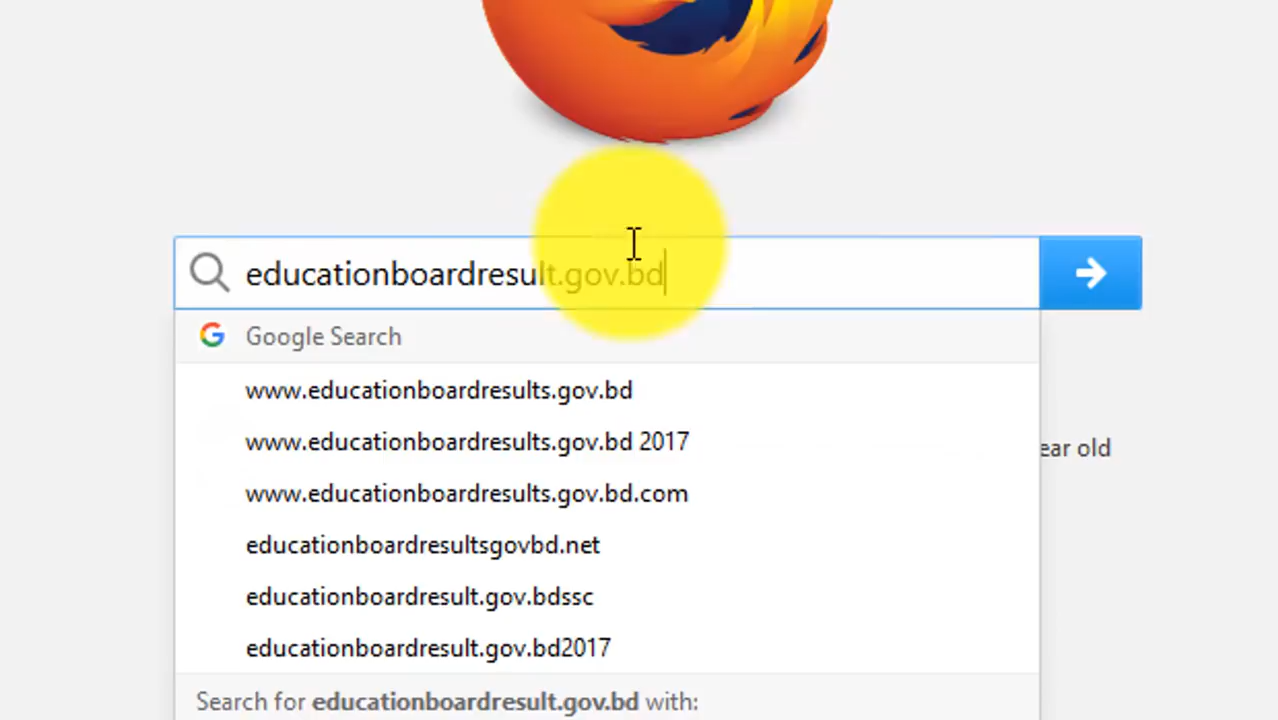 educationboardresult.gov.bd
Google Search
www.educationboardresults.gov.bd
ear old
www.educationboardresults.gov.bd 2017
www.educationboardresults.gov.bd.com
educationboardresultsgovbd.net
educationboardresult.gov.bdssc
educationboardresult.gov.bd2017
Search for educationboardresult.gov.bd with: